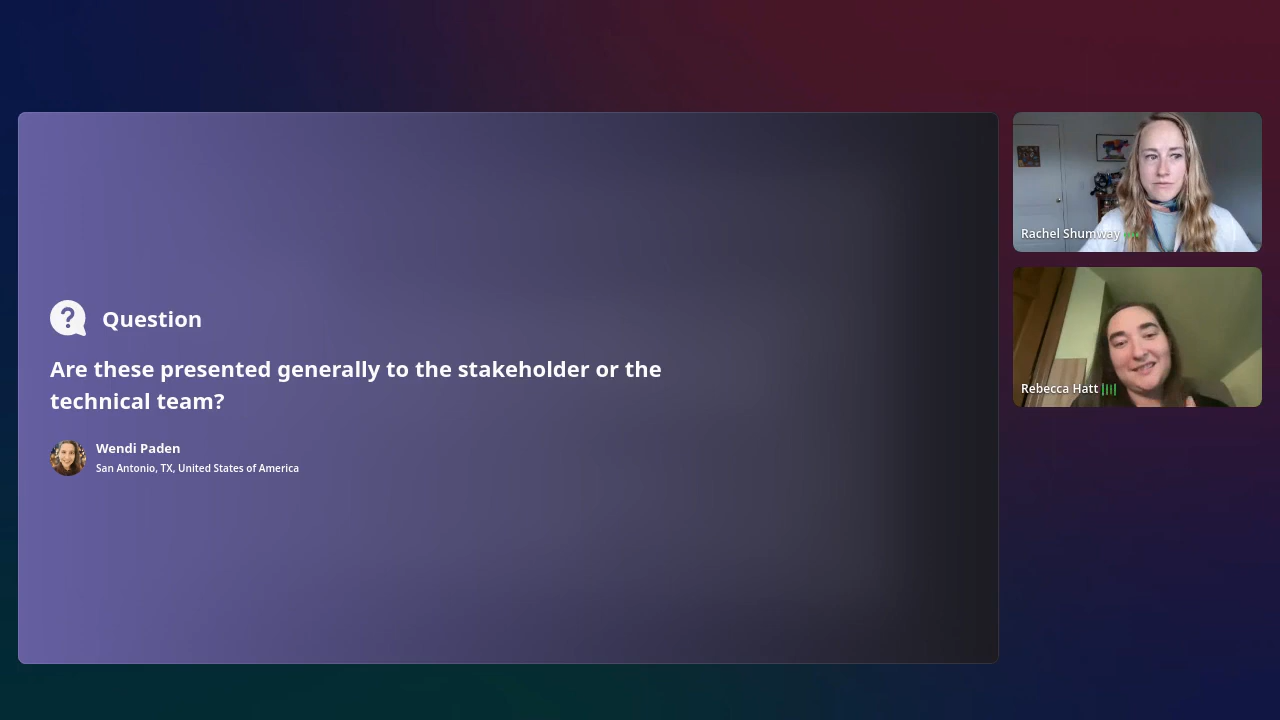 Question
Are these presented generally to the stakeholder or the
technical team?
Wendi Paden
San Antonio, TX, United States of America
Rachel Shumway
Rebecca Hatt